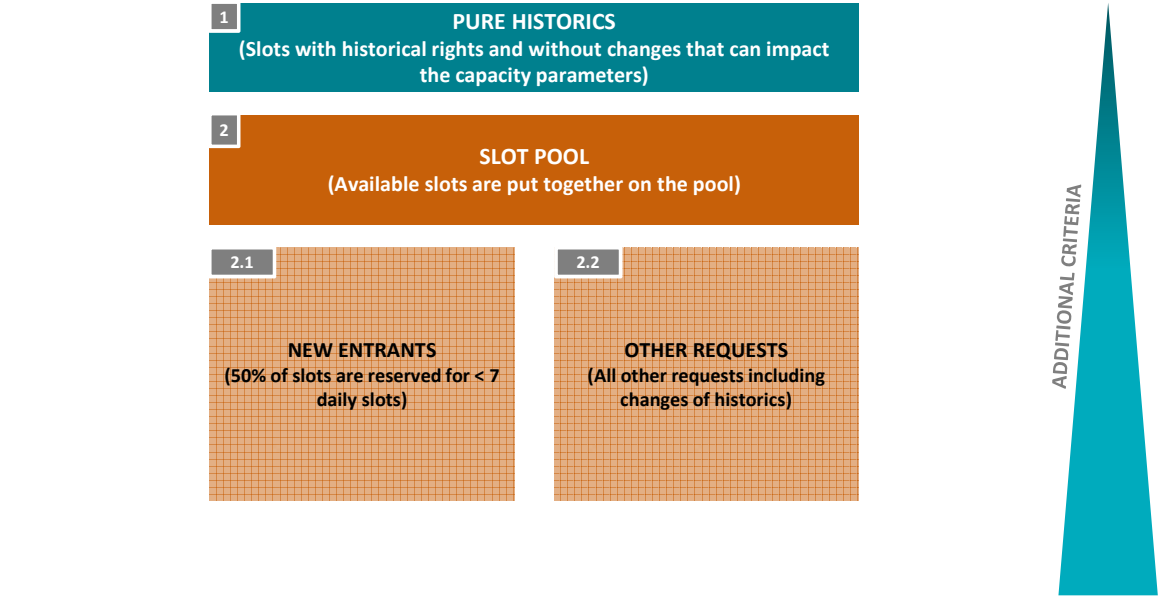 1
PURE HISTORICS
(Slots with historical rights and without changes that can impact
the capacity parameters)
2
SLOT POOL
(Available slots are put together on the pool)
2.1
NEW ENTRANTS
(50% of slots are reserved for < 7
daily slots)
2.2
OTHER REQUESTS
(All other requests including
changes of historics)
ADDITIONAL CRITERIA